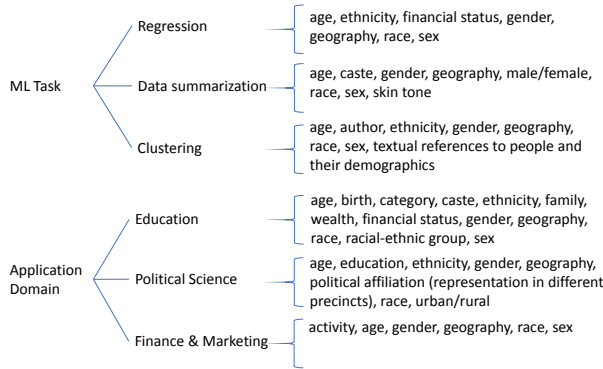 Regression
age, ethnicity, financial status, gender,
geography, race, sex
ML Task
Data summarization
age, caste, gender, geography, male/female,
race, sex, skin tone
Clustering
age, author, ethnicity, gender, geography,
race, sex, textual references to people and
their demographics
Education
age, birth, category, caste, ethnicity, family,
wealth, financial status, gender, geography,
race, racial-ethnic group, sex
Application
Domain
Political Science
age, education, ethnicity, gender, geography,
political affiliation (representation in different
precincts), race, urban/rural
Finance & Marketing
activity, age, gender, geography, race, sex